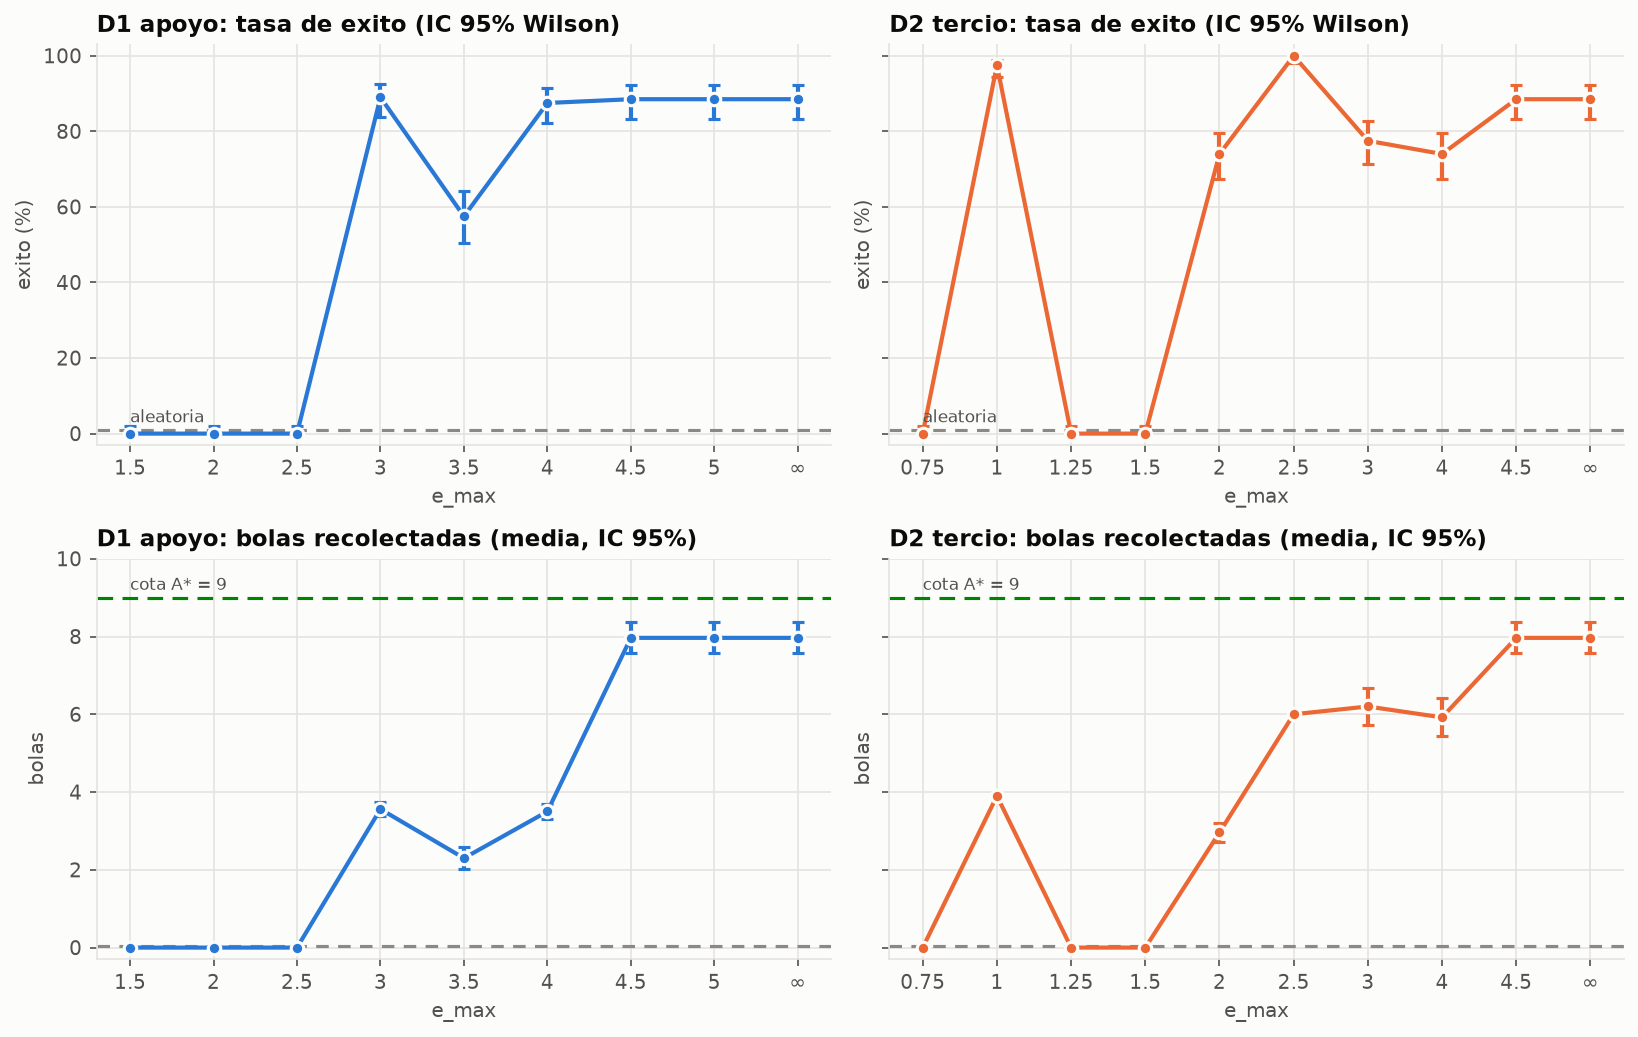 D1 apoyo: tasa de exito (IC 95% Wilson)
exito (%)
100
80
60
40
20
0
aleatoria
1.5 2 2.5 3 3.5 4 4.5 5 ∞
e_max
D2 tercio: tasa de exito (IC 95% Wilson)
exito (%)
aleatoria
0.75 1 1.25 1.5 2 2.5 3 4 4.5 ∞
e_max
D1 apoyo: bolas recolectadas (media, IC 95%)
bolas
10
8
6
4
2
0
cota A* = 9
1.5 2 2.5 3 3.5 4 4.5 5 ∞
e_max
D2 tercio: bolas recolectadas (media, IC 95%)
bolas
cota A* = 9
0.75 1 1.25 1.5 2 2.5 3 4 4.5 ∞
e_max